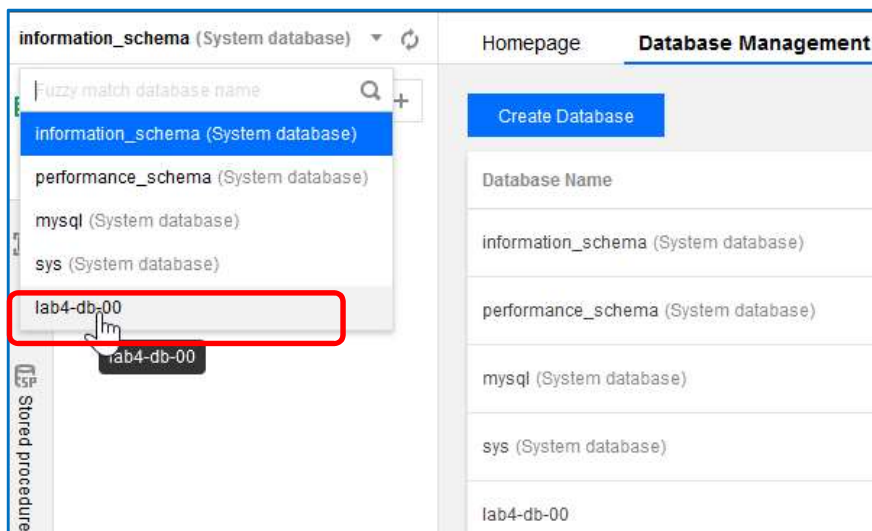 information_schema (System database)
Fuzzy match database name
information_schema (System database)
performance_schema (System database)
mysql (System database)
sys (System database)
lab4-db-00
lab4-db-00
Stored procedure
Homepage
Database Management
Create Database
Database Name
information_schema (System database)
performance_schema (System database)
mysql (System database)
sys (System database)
lab4-db-00